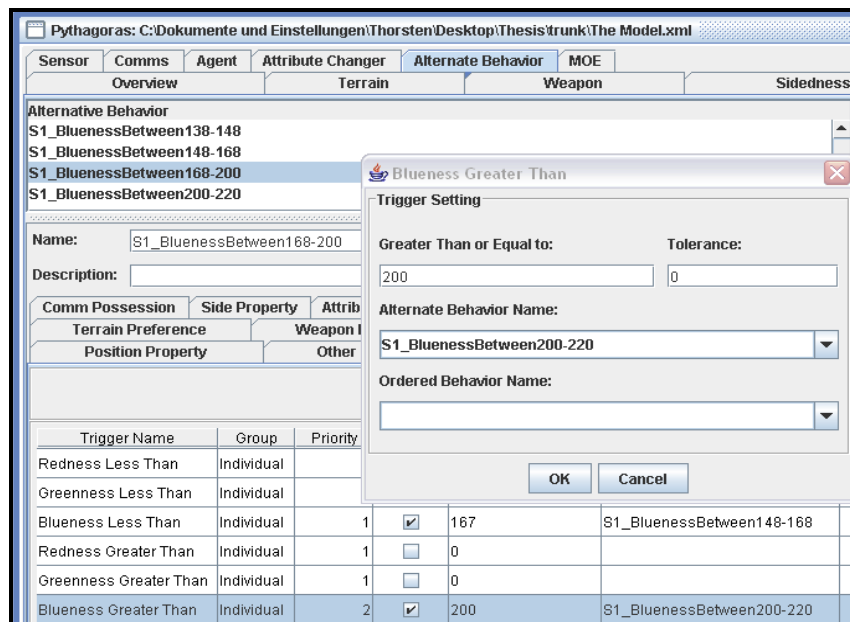 Pythagoras: C:\Dokumente und Einstellungen\Thorsten\Desktop\Thesis\trunk\The Model.xml
Sensor Comms Agent Attribute Changer Alternate Behavior MOE
Overview Terrain Weapon Sidedness
Alternative Behavior
S1_BluenessBetween138-148
S1_BluenessBetween148-168
S1_BluenessBetween168-200
S1_BluenessBetween200-220
Name: S1_BluenessBetween168-200
Description:
Comm Possession Side Property Attrib
Terrain Preference Weapon
Position Property Other
Blueness Greater Than
Trigger Setting
Greater Than or Equal to: Tolerance:
200 0
Alternate Behavior Name:
S1_BluenessBetween200-220
Ordered Behavior Name:
OK Cancel
Trigger Name Group Priority
Redness Less Than Individual
Greenness Less Than Individual
Blueness Less Than Individual 1 167 S1_BluenessBetween148-168
Redness Greater Than Individual 1 0
Greenness Greater Than Individual 1 0
Blueness Greater Than Individual 2 200 S1_BluenessBetween200-220